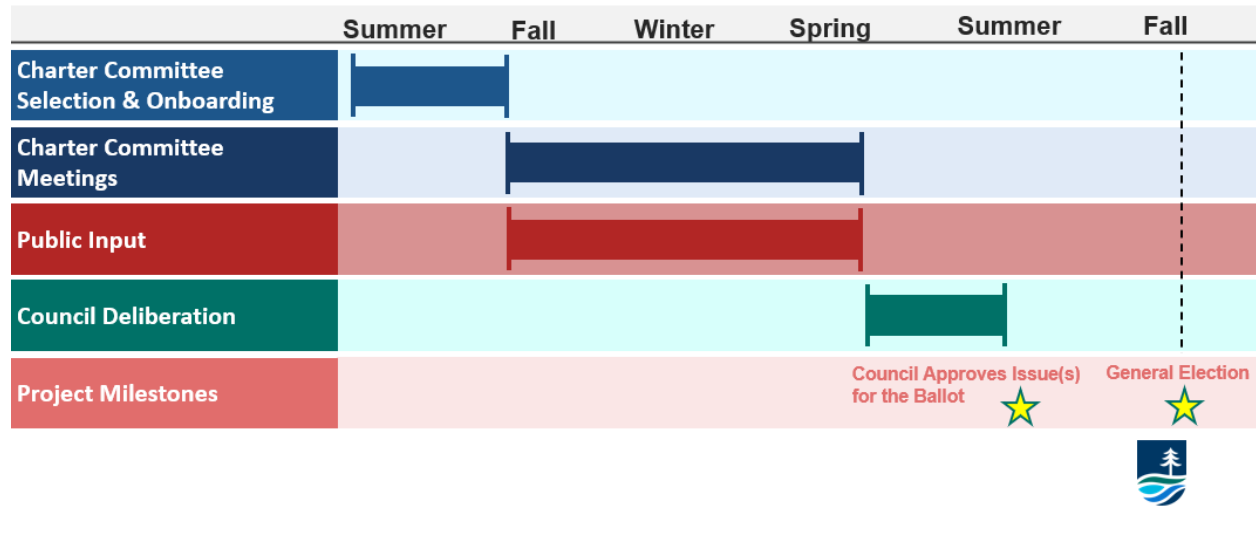 Summer Fall Winter Spring Summer Fall
Charter Committee
Selection & Onboarding
Charter Committee
Meetings
Public Input
Council Deliberation
Project Milestones
Council Approves Issue(s)
for the Ballot
General Election